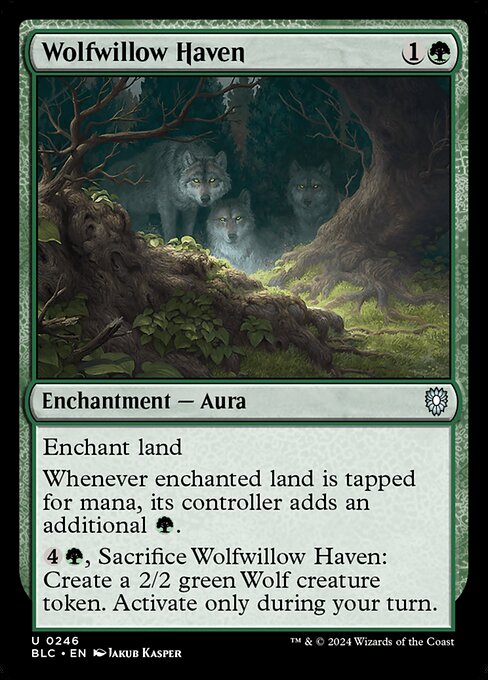 Wolfwillow Haven 1
Enchantment — Aura
Enchant land
Whenever enchanted land is tapped
for mana, its controller adds an
additional .
4 , Sacrifice Wolfwillow Haven:
Create a 2/2 green Wolf creature
token. Activate only during your turn.
U 0246 ™ & © 2024 Wizards of the Coast
BLC • EN Jakub Kasper